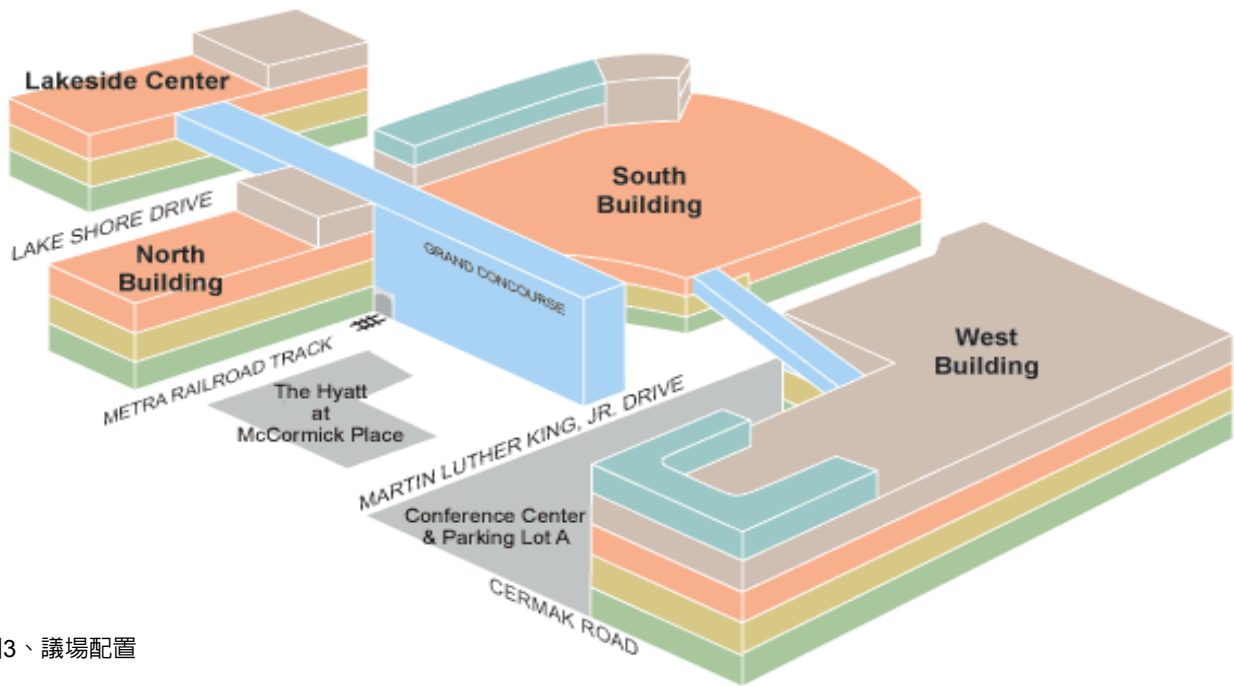 Lakeside Center
South
Building
LAKE SHORE DRIVE
North
Building
GRAND CONCOURSE
West
Building
METRA RAILROAD TRACK
The Hyatt
at
McCormick Place
MARTIN LUTHER KING, JR. DRIVE
Conference Center
& Parking Lot A
CERMAK ROAD
3、議場配置